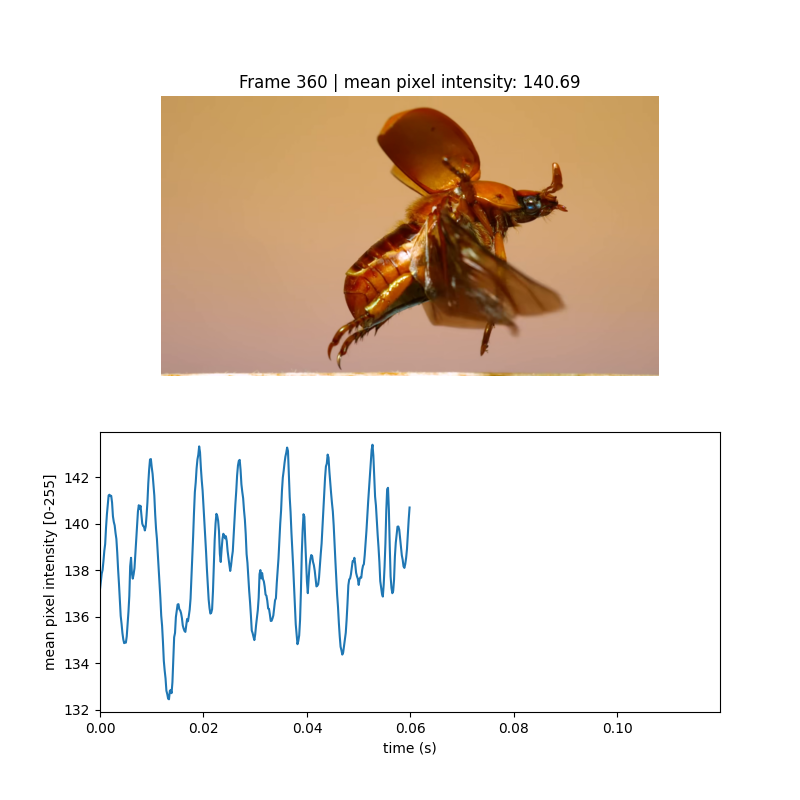 Frame 360 | mean pixel intensity: 140.69
mean pixel intensity [0-255]
142
140
138
136
134
132
0.00 0.02 0.04 0.06 0.08 0.10
time (s)